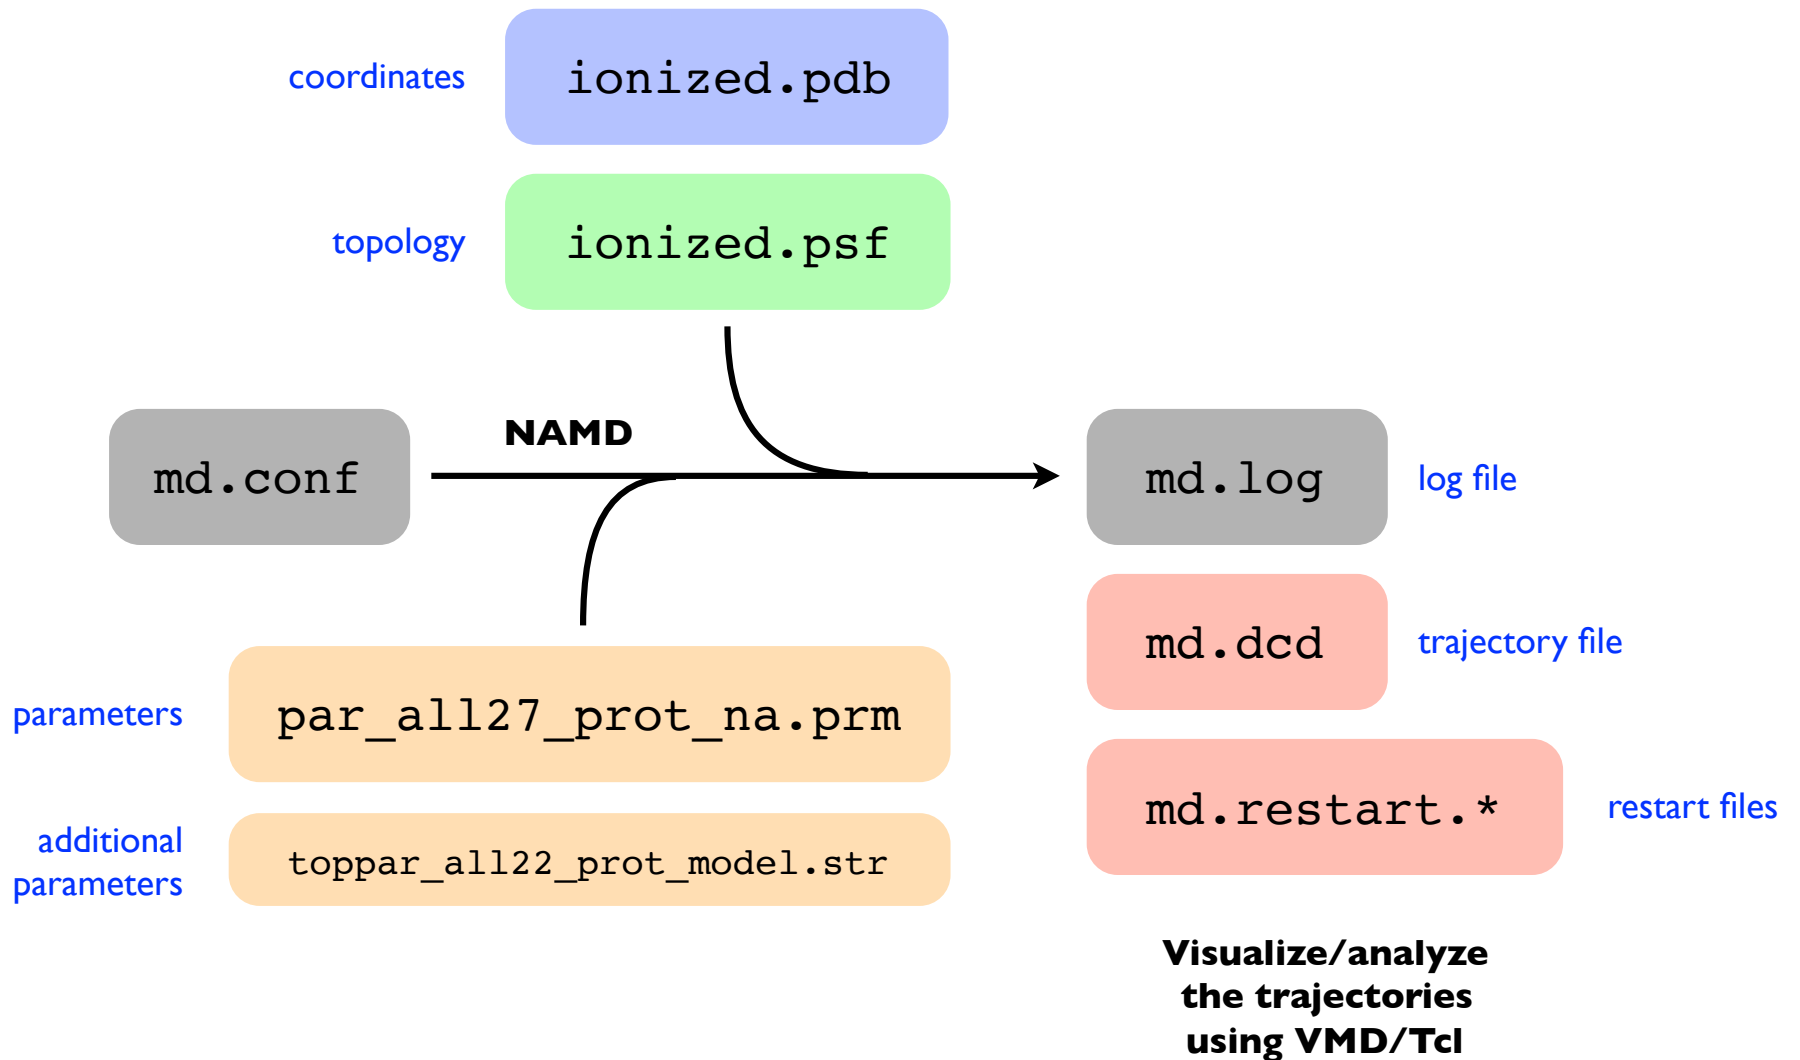 coordinates
ionized.pdb
topology
ionized.psf
NAMD
md.conf
md.log
log file
md.dcd
trajectory file
parameters
par_all27_prot_na.prm
md.restart.*
restart files
additional
parameters
toppar_all22_prot_model.str
Visualize/analyze
the trajectories
using VMD/Tcl